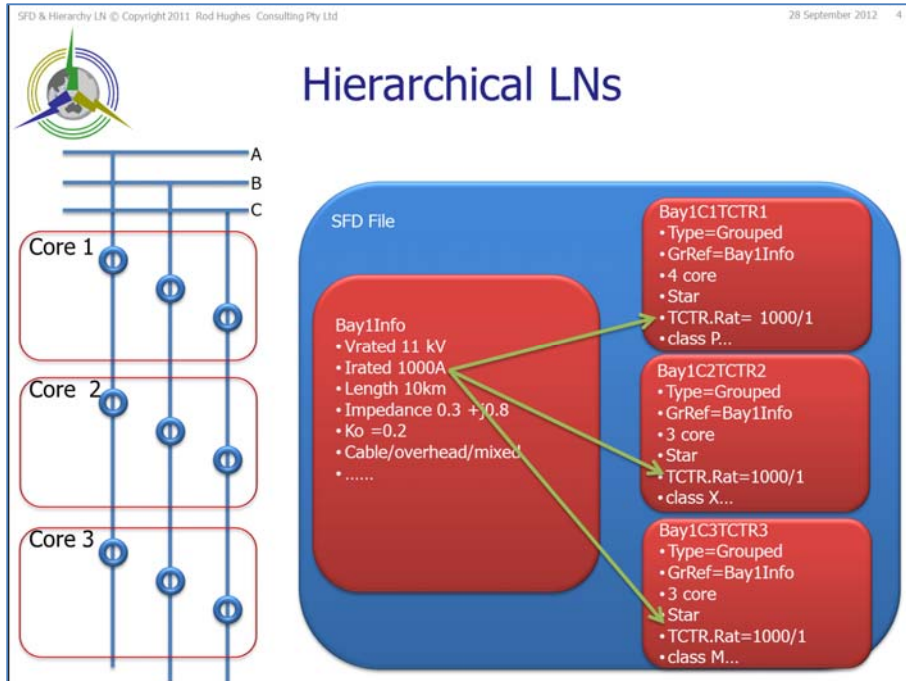 SFD & Hierarchy LN © Copyright 2011 Rod Hughes Consulting Pty Ltd
28 September 2012 4
Hierarchical LNs
A
B
C
Core 1
Core 2
Core 3
SFD File
Bay1Info
•Vrated 11 kV
•Irated 1000A
•Length 10km
•Impedance 0.3 +j0.8
•Ko =0.2
•Cable/overhead/mixed
•......
Bay1C1TCTR1
•Type=Grouped
•GrRef=Bay1Info
•4 core
•Star
•TCTR.Rat= 1000/1
•class P...
Bay1C2TCTR2
•Type=Grouped
•GrRef=Bay1Info
•3 core
•Star
•TCTR.Rat=1000/1
•class X...
Bay1C3TCTR3
•Type=Grouped
•GrRef=Bay1Info
•3 core
•Star
•TCTR.Rat=1000/1
•class M...